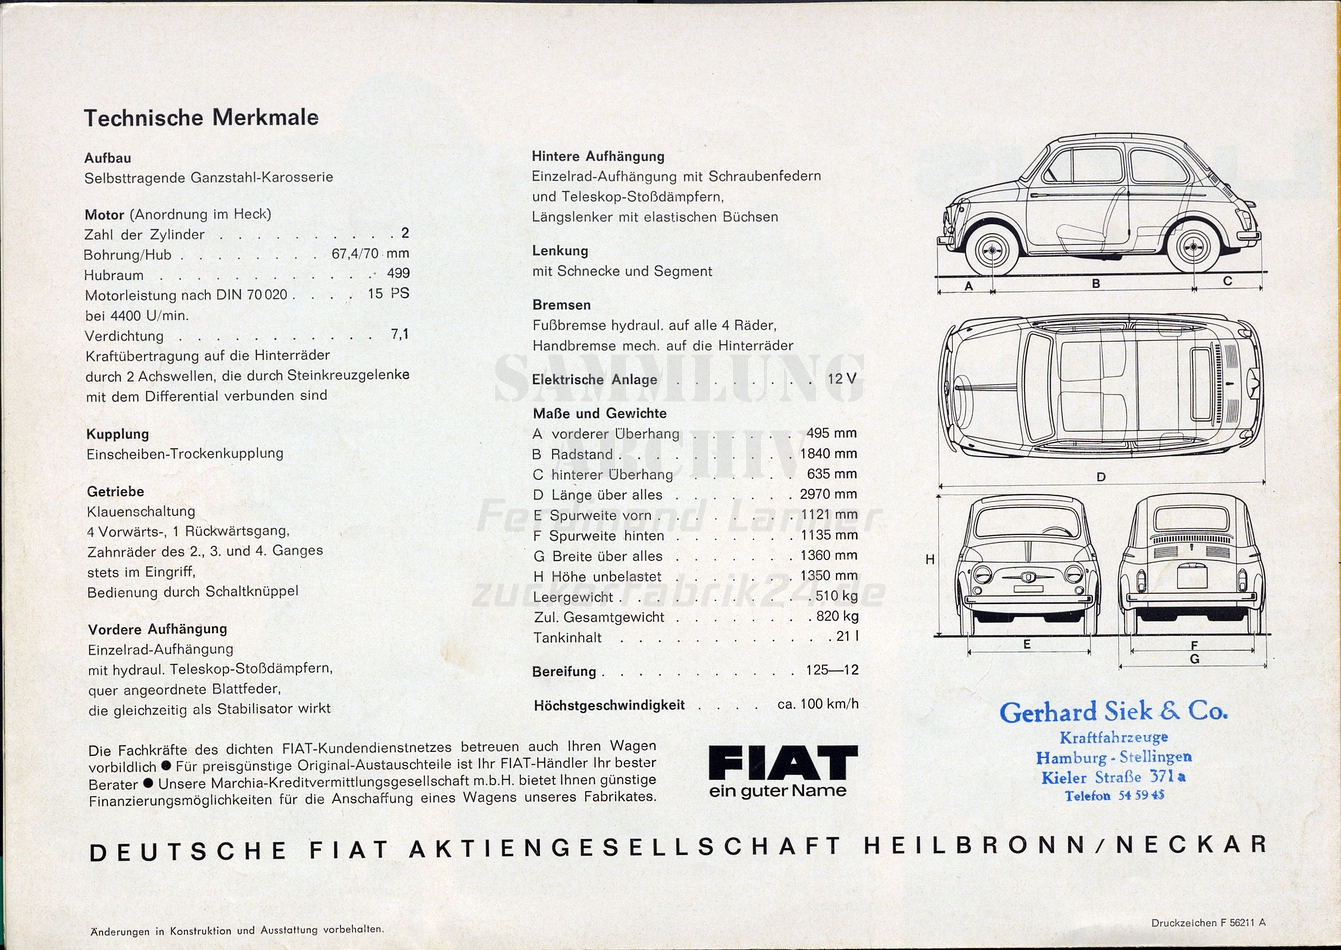 Technische Merkmale
Aufbau
Selbsttragende Ganzstahl-Karosserie
Motor (Anordnung im Heck)
Zahl der Zylinder . . . . . . . . . . 2
Bohrung/Hub . . . . . . . . 67,4/70 mm
Hubraum . . . . . . . . . . . . 499
Motorleistung nach DIN 70020 . . . . 15 PS
bei 4400 U/min.
Verdichtung . . . . . . . . . . . 7,1
Kraftübertragung auf die Hinterräder
durch 2 Achswellen, die durch Steinkreuzgelenke
mit dem Differential verbunden sind
Kupplung
Einscheiben-Trockenkupplung
Getriebe
Klauenschaltung
4 Vorwärts-, 1 Rückwärtsgang,
Zahnräder des 2., 3. und 4. Ganges
stets im Eingriff,
Bedienung durch Schaltknüppel
Vordere Aufhängung
Einzelrad-Aufhängung
mit hydraul. Teleskop-Stoßdämpfern,
quer angeordnete Blattfeder,
die gleichzeitig als Stabilisator wirkt
Hintere Aufhängung
Einzelrad-Aufhängung mit Schraubenfedern
und Teleskop-Stoßdämpfern,
Längslenker mit elastischen Büchsen
Lenkung
mit Schnecke und Segment
Bremsen
Fußbremse hydraul. auf alle 4 Räder,
Handbremse mech. auf die Hinterräder
Elektrische Anlage . . . . . . . . 12 V
Maße und Gewichte
A vorderer Überhang . . . . . . 495 mm
B Radstand . . . . . . . . . 1840 mm
C hinterer Überhang . . . . . . 635 mm
D Länge über alles . . . . . . . 2970 mm
E Spurweite vorn . . . . . . . . 1121 mm
F Spurweite hinten . . . . . . . 1135 mm
G Breite über alles . . . . . . . 1360 mm
H Höhe unbelastet . . . . . . . 1350 mm
Leergewicht . . . . . . . . . . 510 kg
Zul. Gesamtgewicht . . . . . . . . 820 kg
Tankinhalt . . . . . . . . . . . . 21 l
Bereifung . . . . . . . . . . . 125—12
Höchstgeschwindigkeit . . . . ca. 100 km/h
SAMMLUNG
ARCHIV
Ferdinand Lanner
zuckerfabrik24.de
A B C
D
H
E
F
G
Die Fachkräfte des dichten FIAT-Kundendienstnetzes betreuen auch Ihren Wagen
vorbildlich ● Für preisgünstige Original-Austauschteile ist Ihr FIAT-Händler Ihr bester
Berater ● Unsere Marchia-Kreditvermittlungsgesellschaft m.b.H. bietet Ihnen günstige
Finanzierungsmöglichkeiten für die Anschaffung eines Wagens unseres Fabrikates.
FIAT
ein guter Name
Gerhard Siek & Co.
Kraftfahrzeuge
Hamburg - Stellingen
Kieler Straße 371a
Telefon 54 59 45
DEUTSCHE FIAT AKTIENGESELLSCHAFT HEILBRONN/NECKAR
Änderungen in Konstruktion und Ausstattung vorbehalten.
Druckzeichen F 56211 A